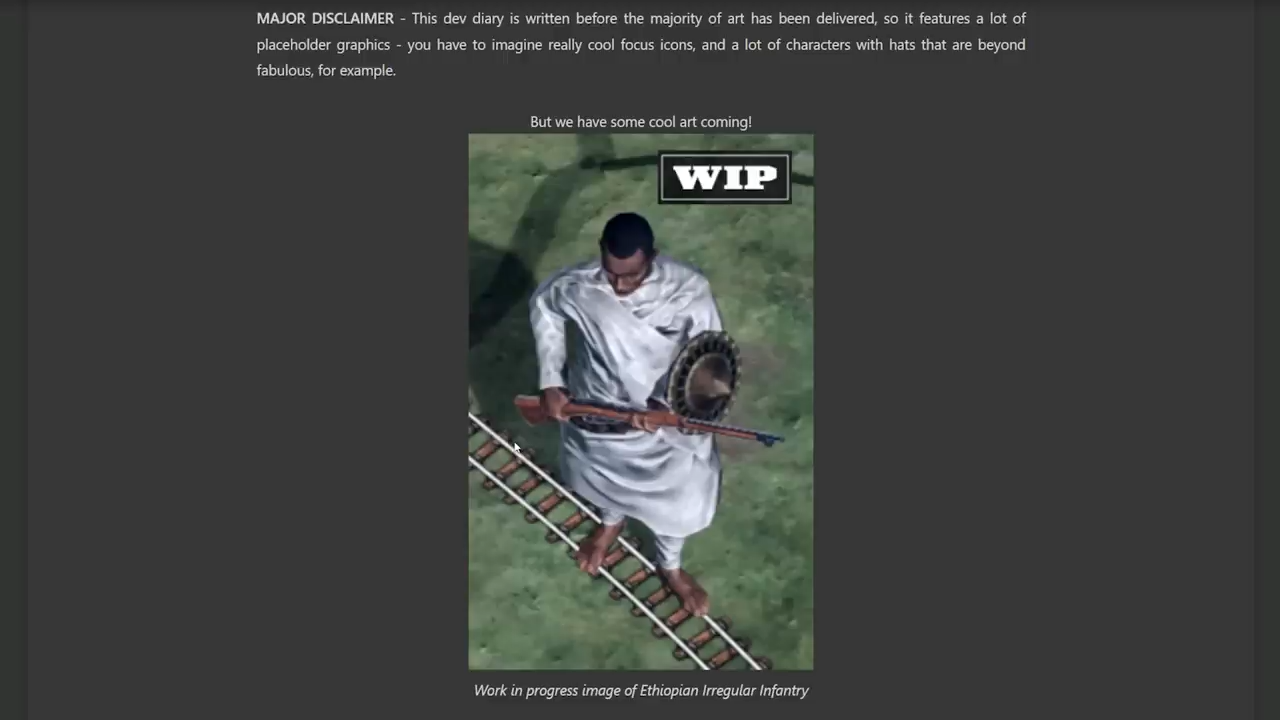 MAJOR DISCLAIMER - This dev diary is written before the majority of art has been delivered, so it features a lot of
placeholder graphics - you have to imagine really cool focus icons, and a lot of characters with hats that are beyond
fabulous, for example.
But we have some cool art coming!
WIP
Work in progress image of Ethiopian Irregular Infantry